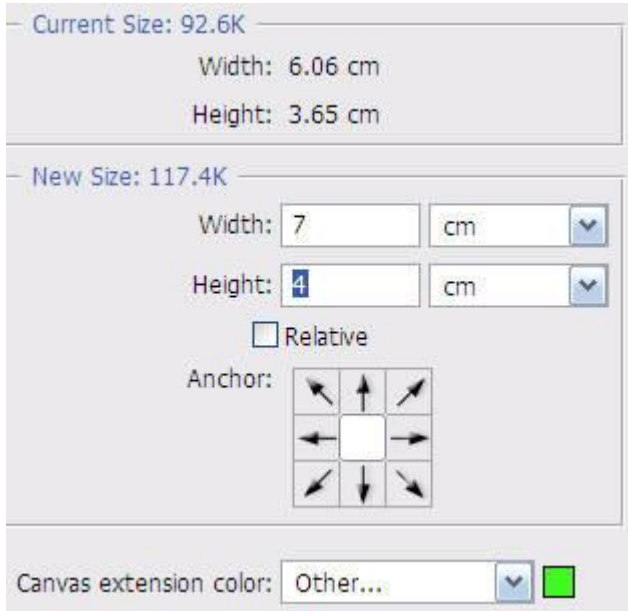 Current Size: 92.6K
Width: 6.06 cm
Height: 3.65 cm
New Size: 117.4K
Width: 7 cm
Height: 4 cm
Relative
Anchor:
Canvas extension color: Other...